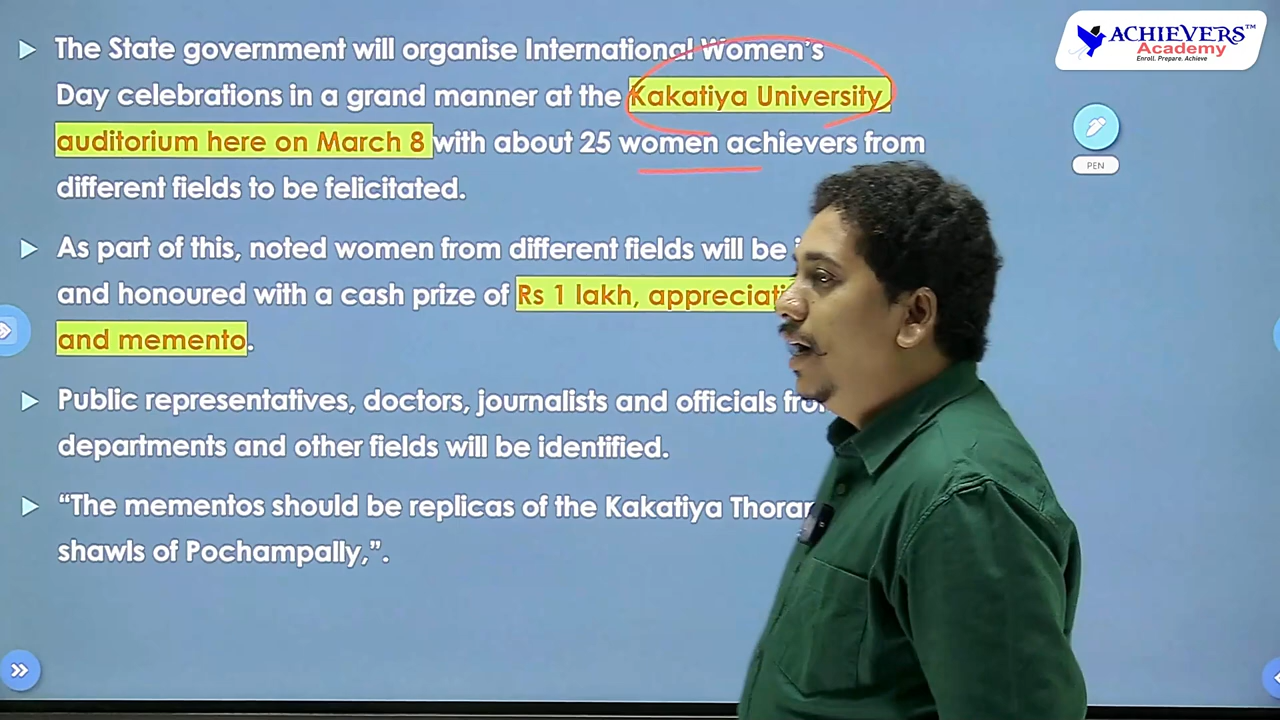 The State government will organise International Women's
Day celebrations in a grand manner at the Kakatiya University
auditorium here on March 8 with about 25 women achievers from
different fields to be felicitated.
As part of this, noted women from different fields will be
and honoured with a cash prize of Rs 1 lakh,
and memento.
Public representatives, doctors, journalists and officials
departments and other fields will be identified.
"The mementos should be replicas of the Kakatiya
shawls of Pochampally,".
ACHIEVERS™
Academy
Enroll. Prepare. Achieve
PEN